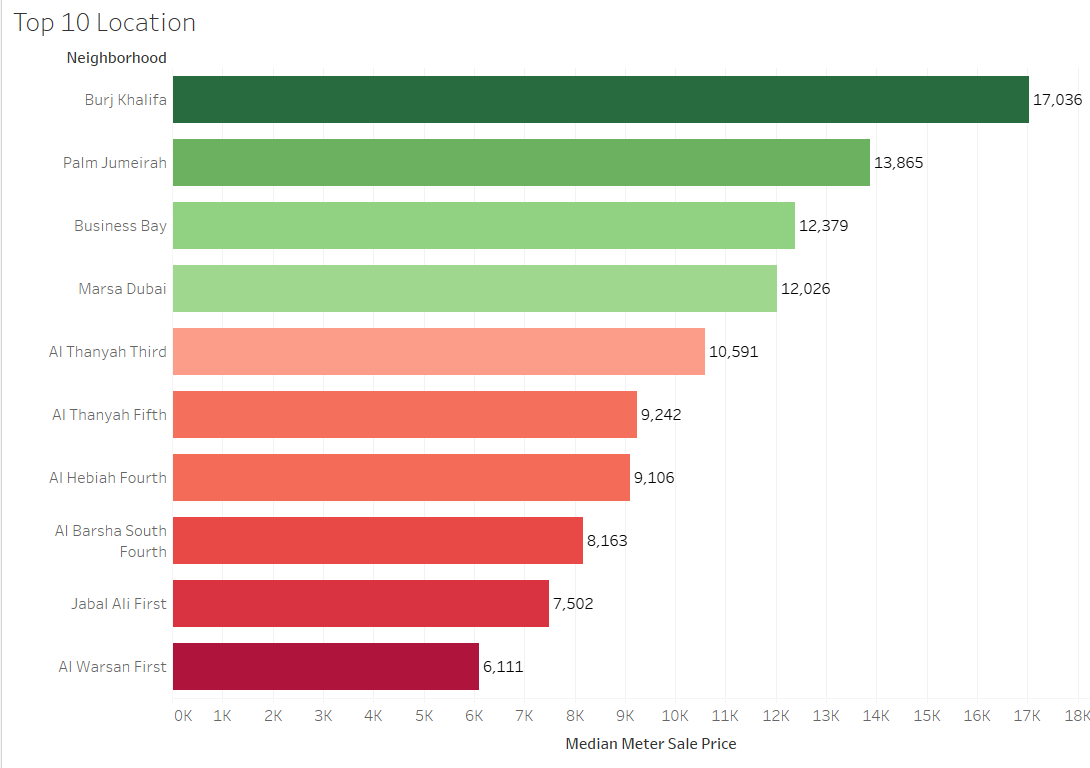 Top 10 Location
Neighborhood
Burj Khalifa 17,036
Palm Jumeirah 13,865
Business Bay 12,379
Marsa Dubai 12,026
Al Thanyah Third 10,591
Al Thanyah Fifth 9,242
Al Hebiah Fourth 9,106
Al Barsha South
Fourth
8,163
Jabal Ali First 7,502
Al Warsan First 6,111
0K 1K 2K 3K 4K 5K 6K 7K 8K 9K 10K 11K 12K 13K 14K 15K 16K 17K 18K
Median Meter Sale Price